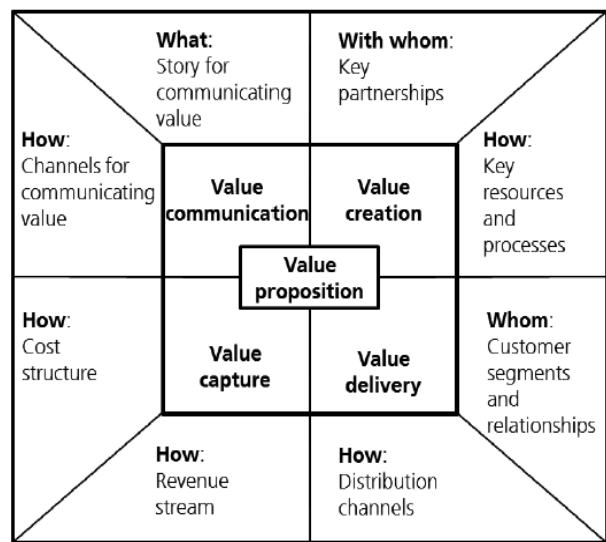 What:
Story for
communicating
value
With whom:
Key
partnerships
How:
Channels for
communicating
value
How:
Key
resources
and
processes
Value
communication
Value
creation
Value
proposition
How:
Cost
structure
Value
capture
Value
delivery
Whom:
Customer
segments
and
relationships
How:
Revenue
stream
How:
Distribution
channels